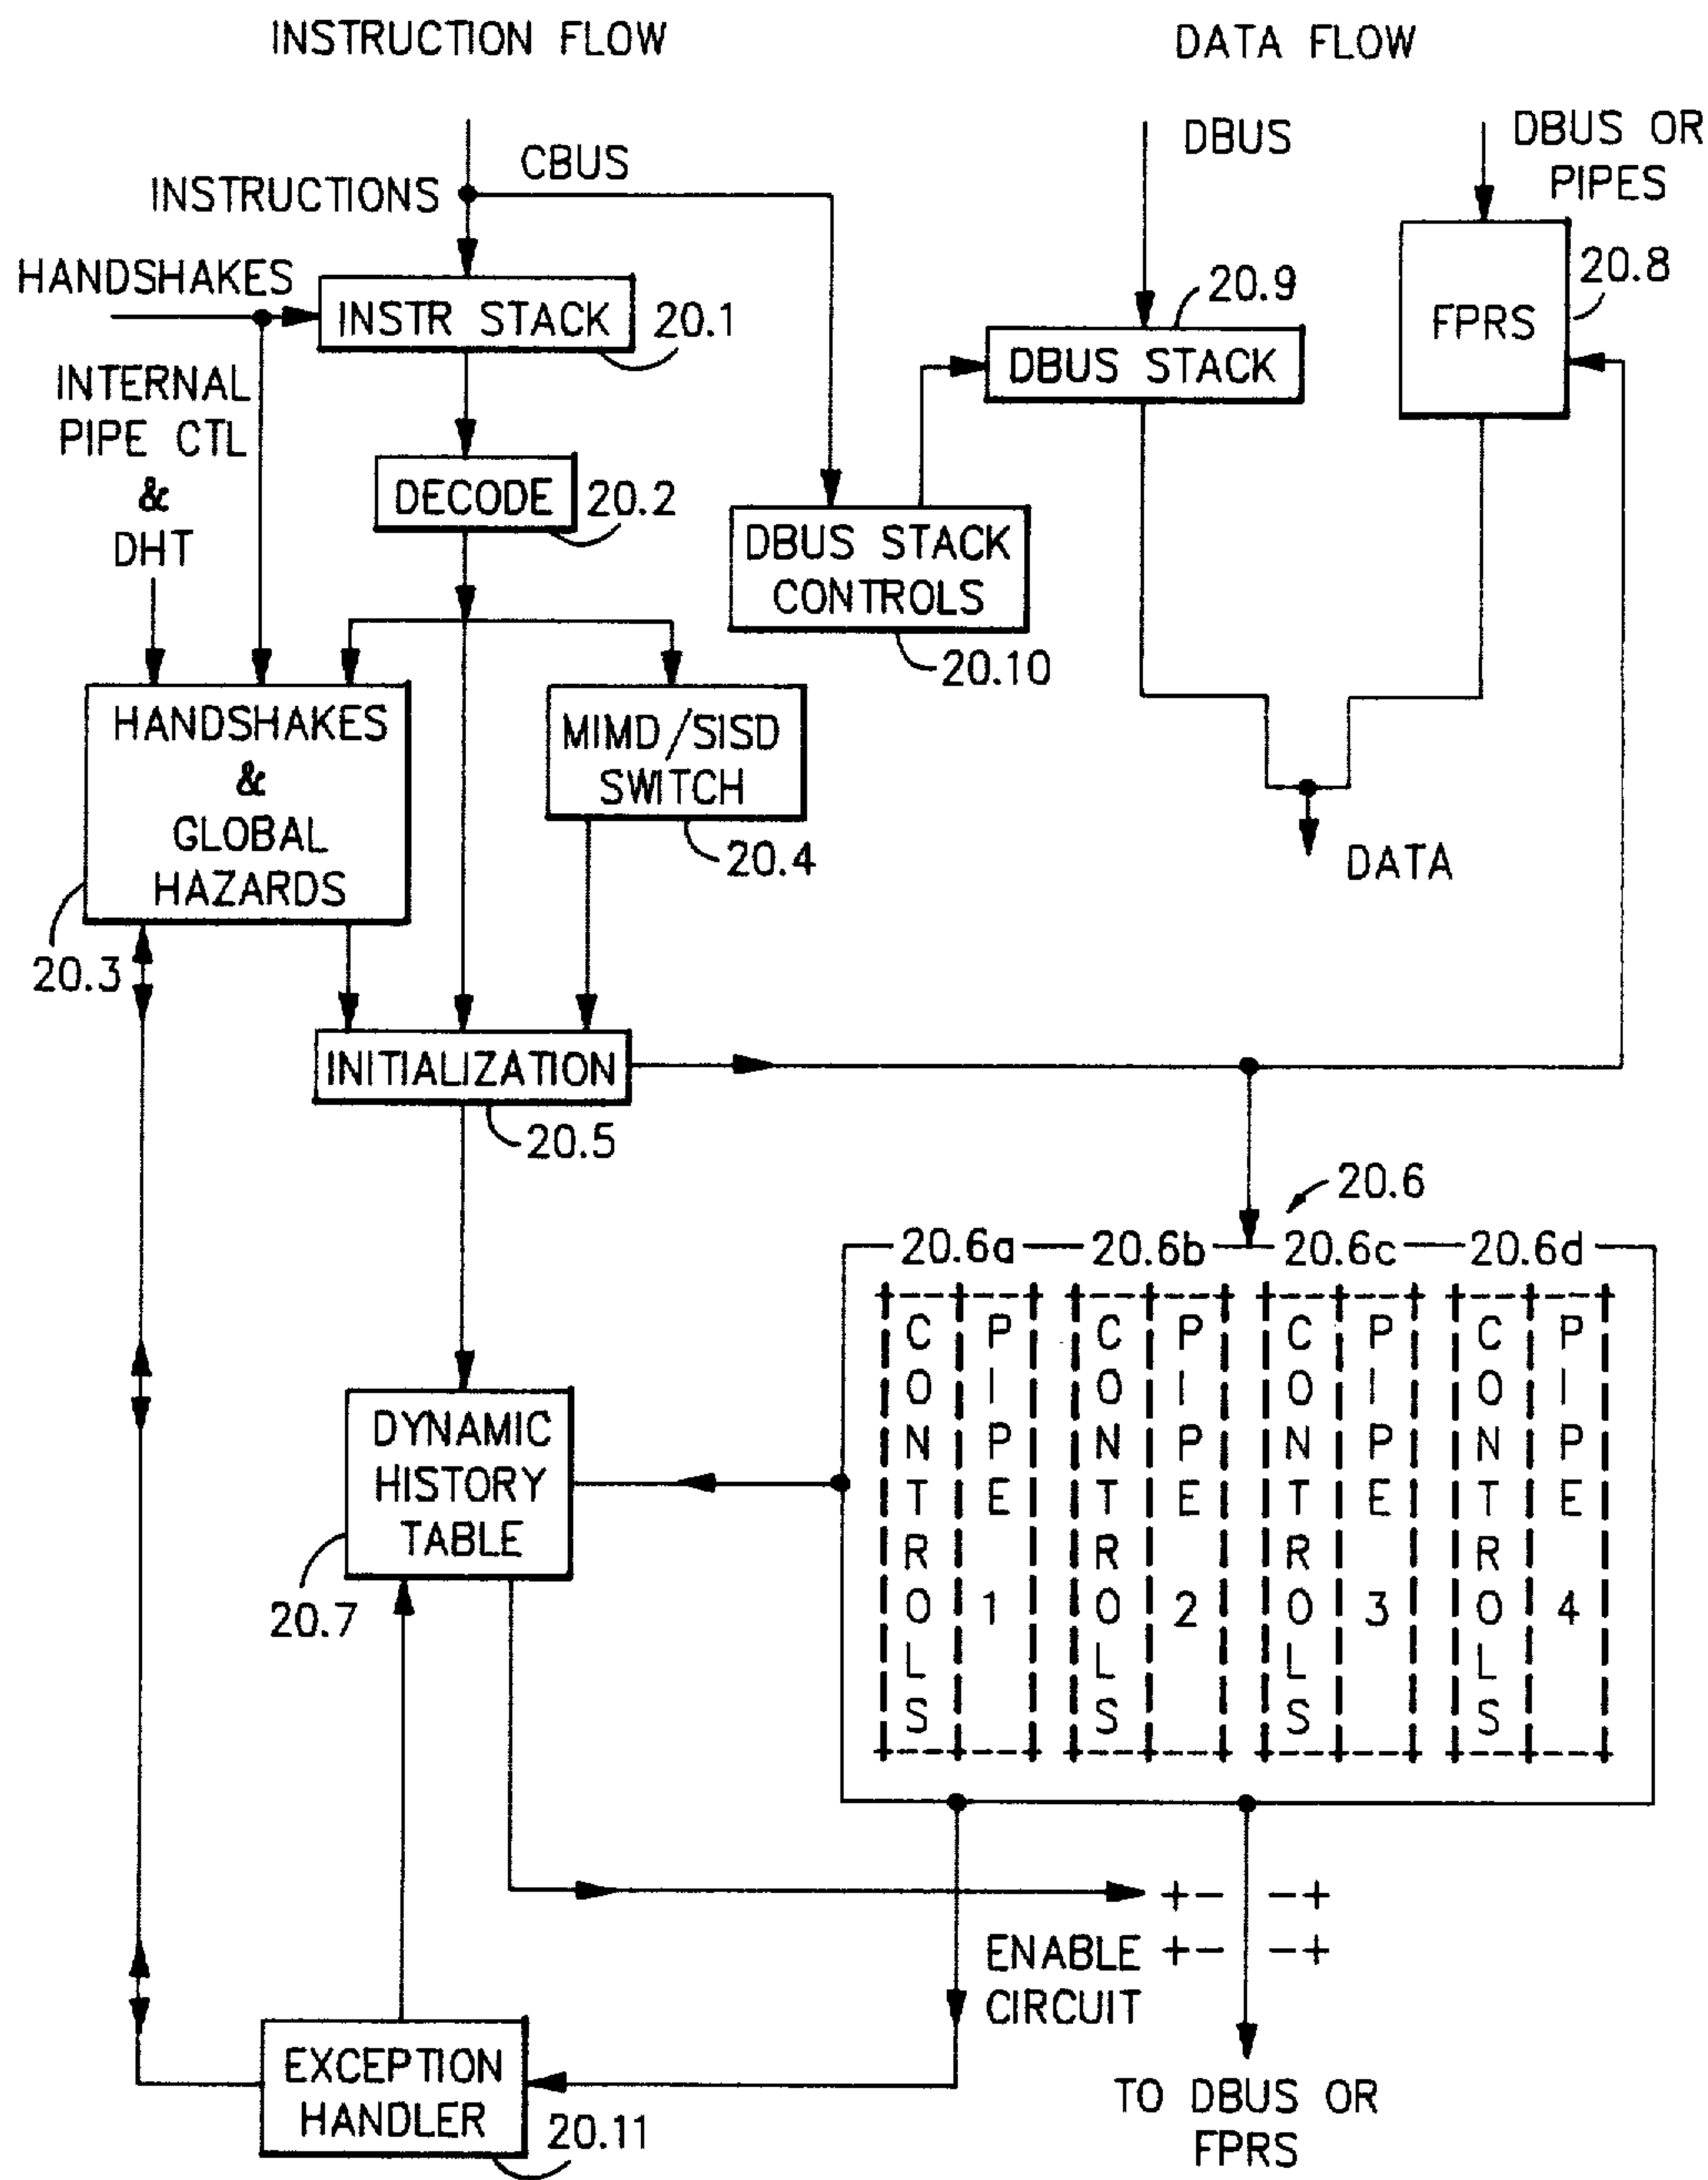 INSTRUCTION FLOW
DATA FLOW
CBUS
INSTRUCTIONS
DBUS
DBUS OR
PIPES
HANDSHAKES
INSTR STACK
20.1
20.9
DBUS STACK
FPRS
20.8
INTERNAL
PIPE CTL
&
DHT
DECODE
20.2
DBUS STACK
CONTROLS
20.10
HANDSHAKES
&
GLOBAL
HAZARDS
20.3
MIMD/SISD
SWITCH
20.4
DATA
INITIALIZATION
20.5
20.6
20.6a
20.6b
20.6c
20.6d
CONTROLS
PIPE 1
CONTROLS
PIPE 2
CONTROLS
PIPE 3
CONTROLS
PIPE 4
DYNAMIC
HISTORY
TABLE
20.7
+- -+
ENABLE +- -+
CIRCUIT
EXCEPTION
HANDLER
20.11
TO DBUS OR
FPRS